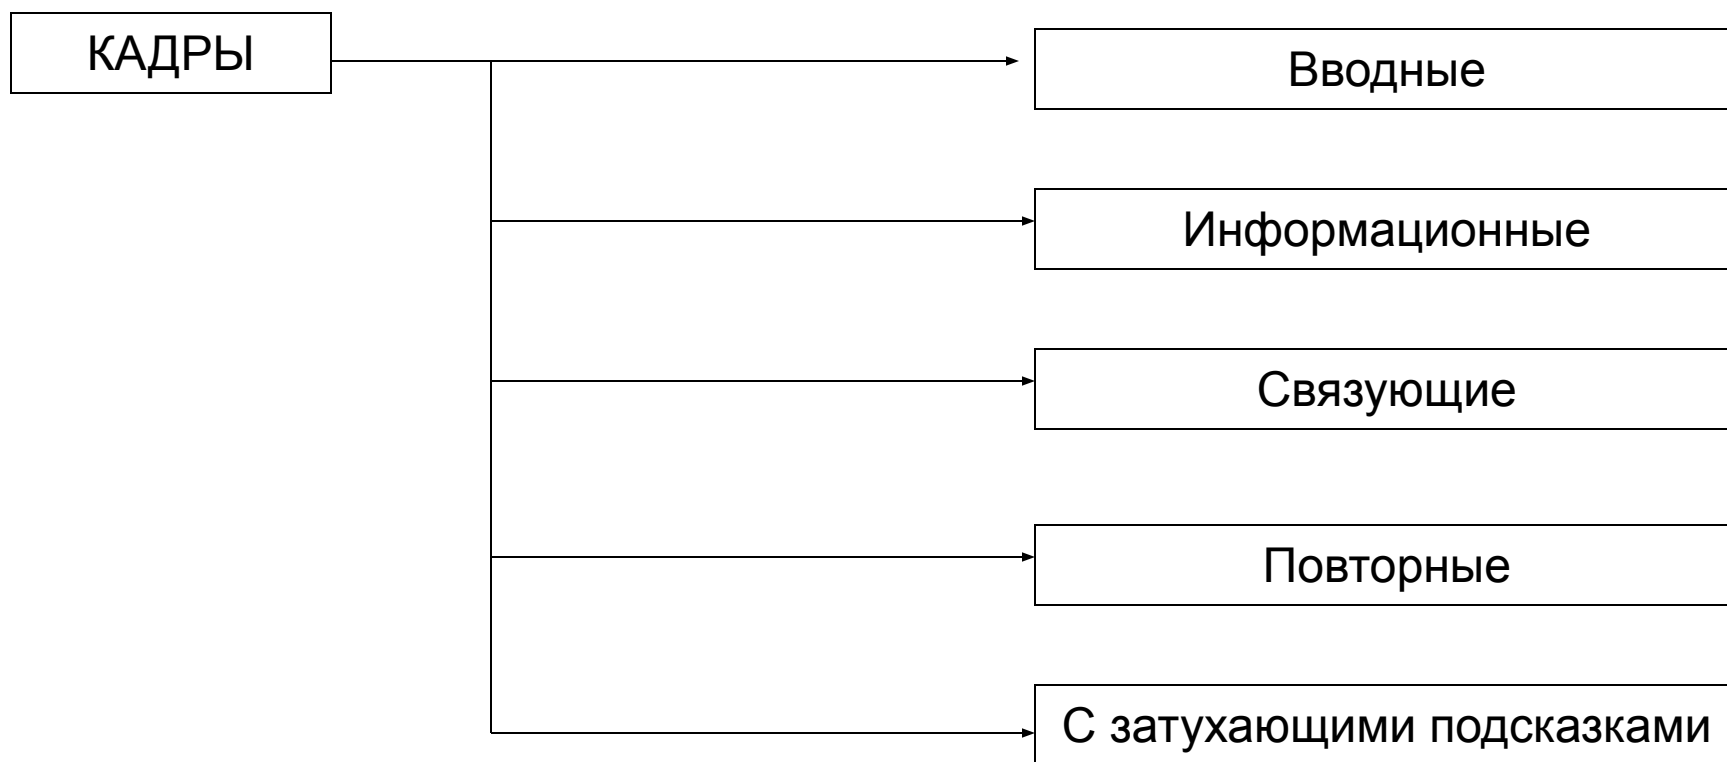 КАДРЫ
Вводные
Информационные
Связующие
Повторные
С затухающими подсказками